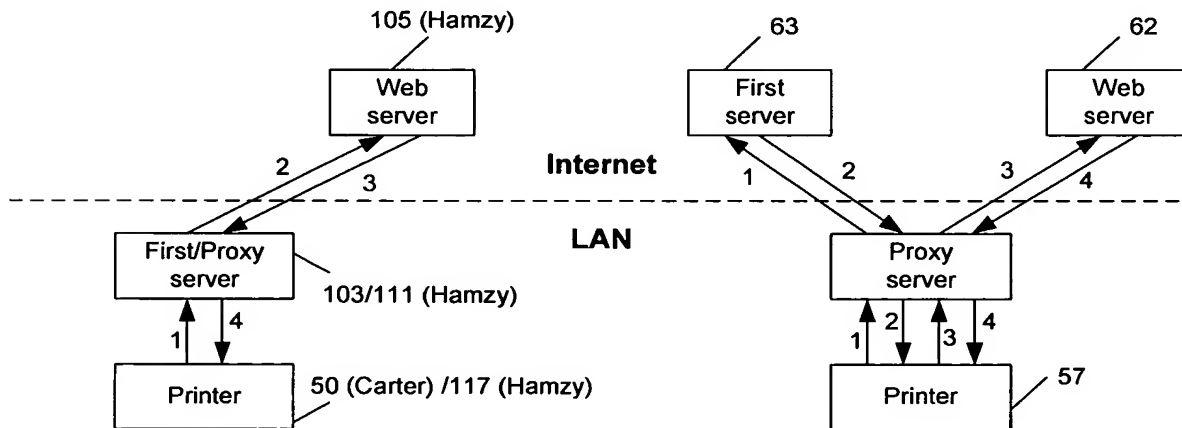 105 (Hamzy)
63
62
Web
server
First
server
Web
server
2
3
Internet
1
2
3
4
LAN
First/Proxy
server
Proxy
server
103/111 (Hamzy)
1
4
1
2
3
4
Printer
50 (Carter) /117 (Hamzy)
Printer
57